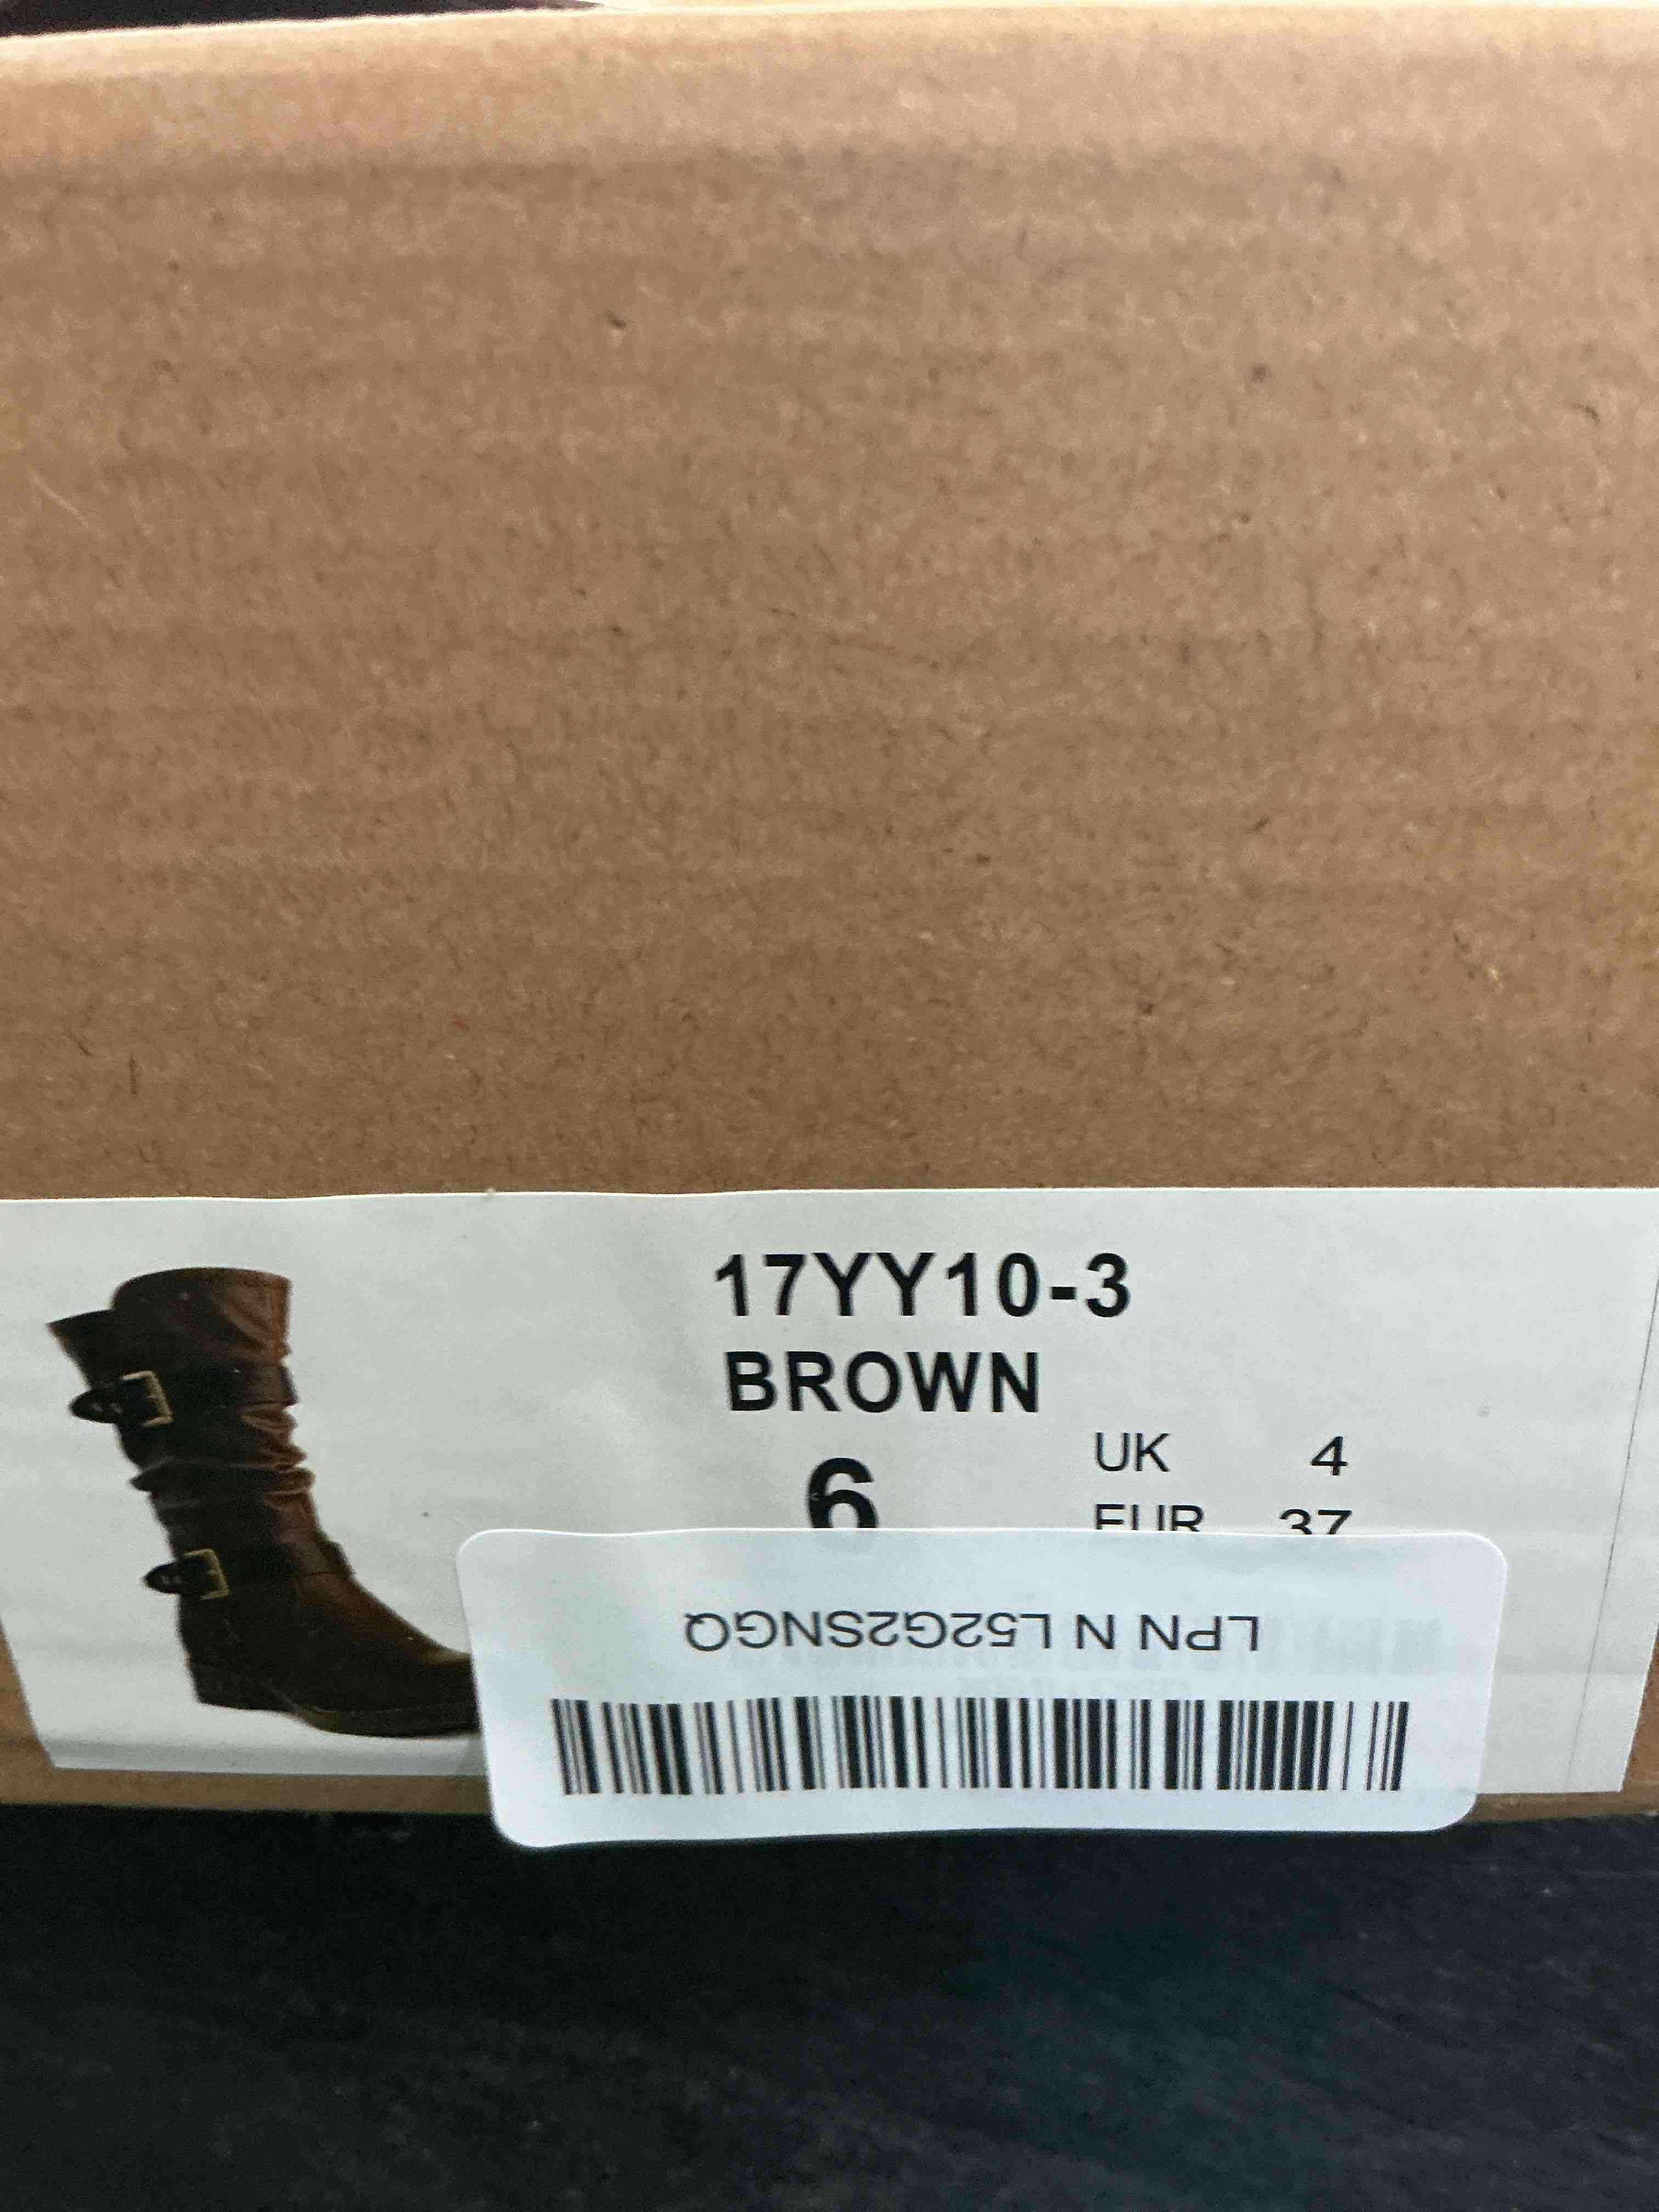 17YY10-3
BROWN
6
UK 4
EUR 37
LPN N L52G2SNGQ